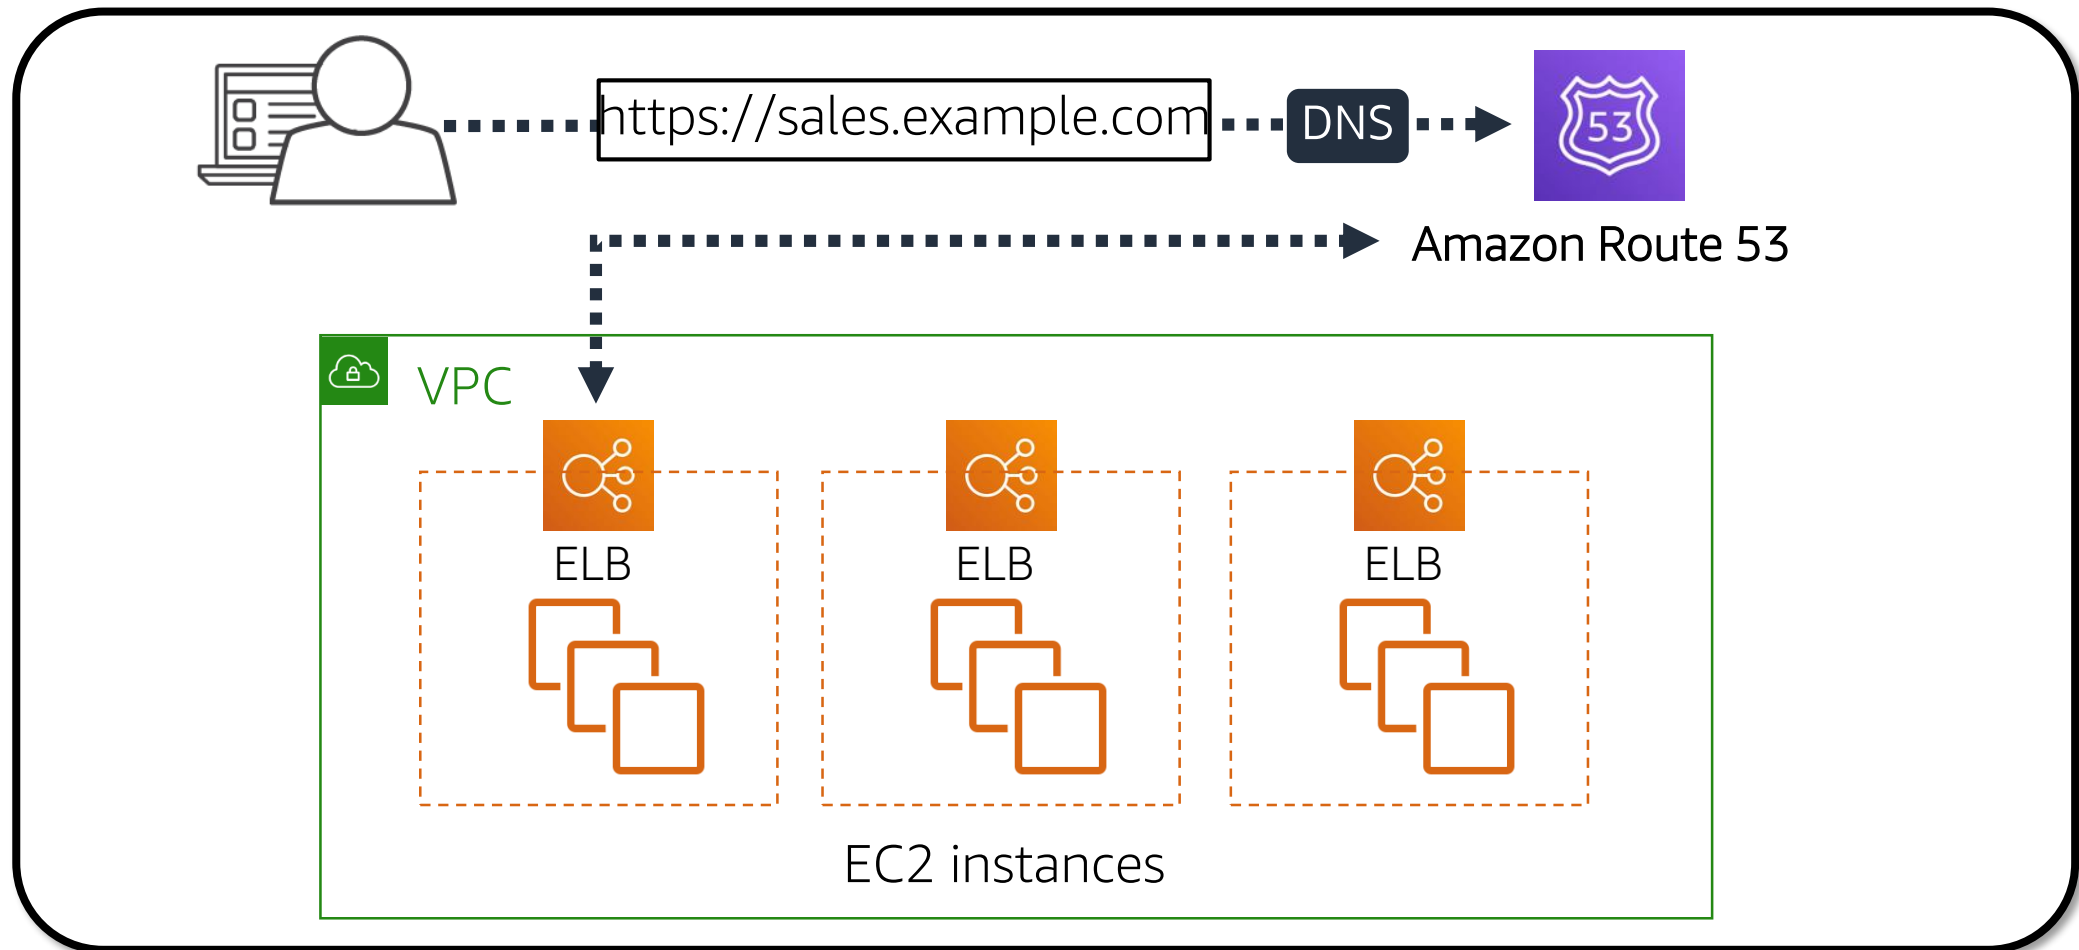 https://sales.example.com
DNS
53
Amazon Route 53
VPC
ELB
ELB
ELB
EC2 instances